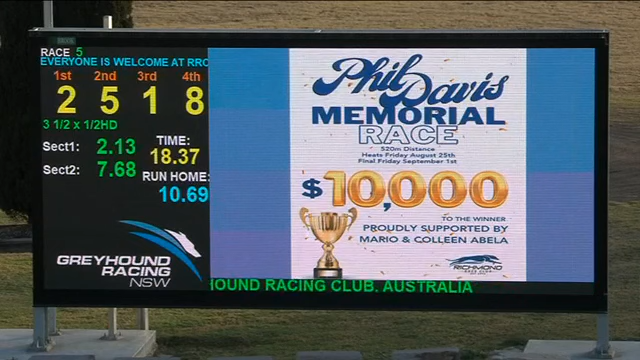 RACE 5
EVERYONE IS WELCOME AT RRC
1st 2nd 3rd 4th
2 5 1 8
3 1/2 x 1/2HD
Sect1: 2.13
Sect2: 7.68
TIME:
18.37
RUN HOME:
10.69
GREYHOUND
RACING
NSW
Phil Davis
MEMORIAL
RACE
520m Distance
Heats Friday August 25th
Final Friday September 1st
$10,000
TO THE WINNER
PROUDLY SUPPORTED BY
MARIO & COLLEEN ABELA
RICHMOND
HOUND RACING CLUB. AUSTRALIA